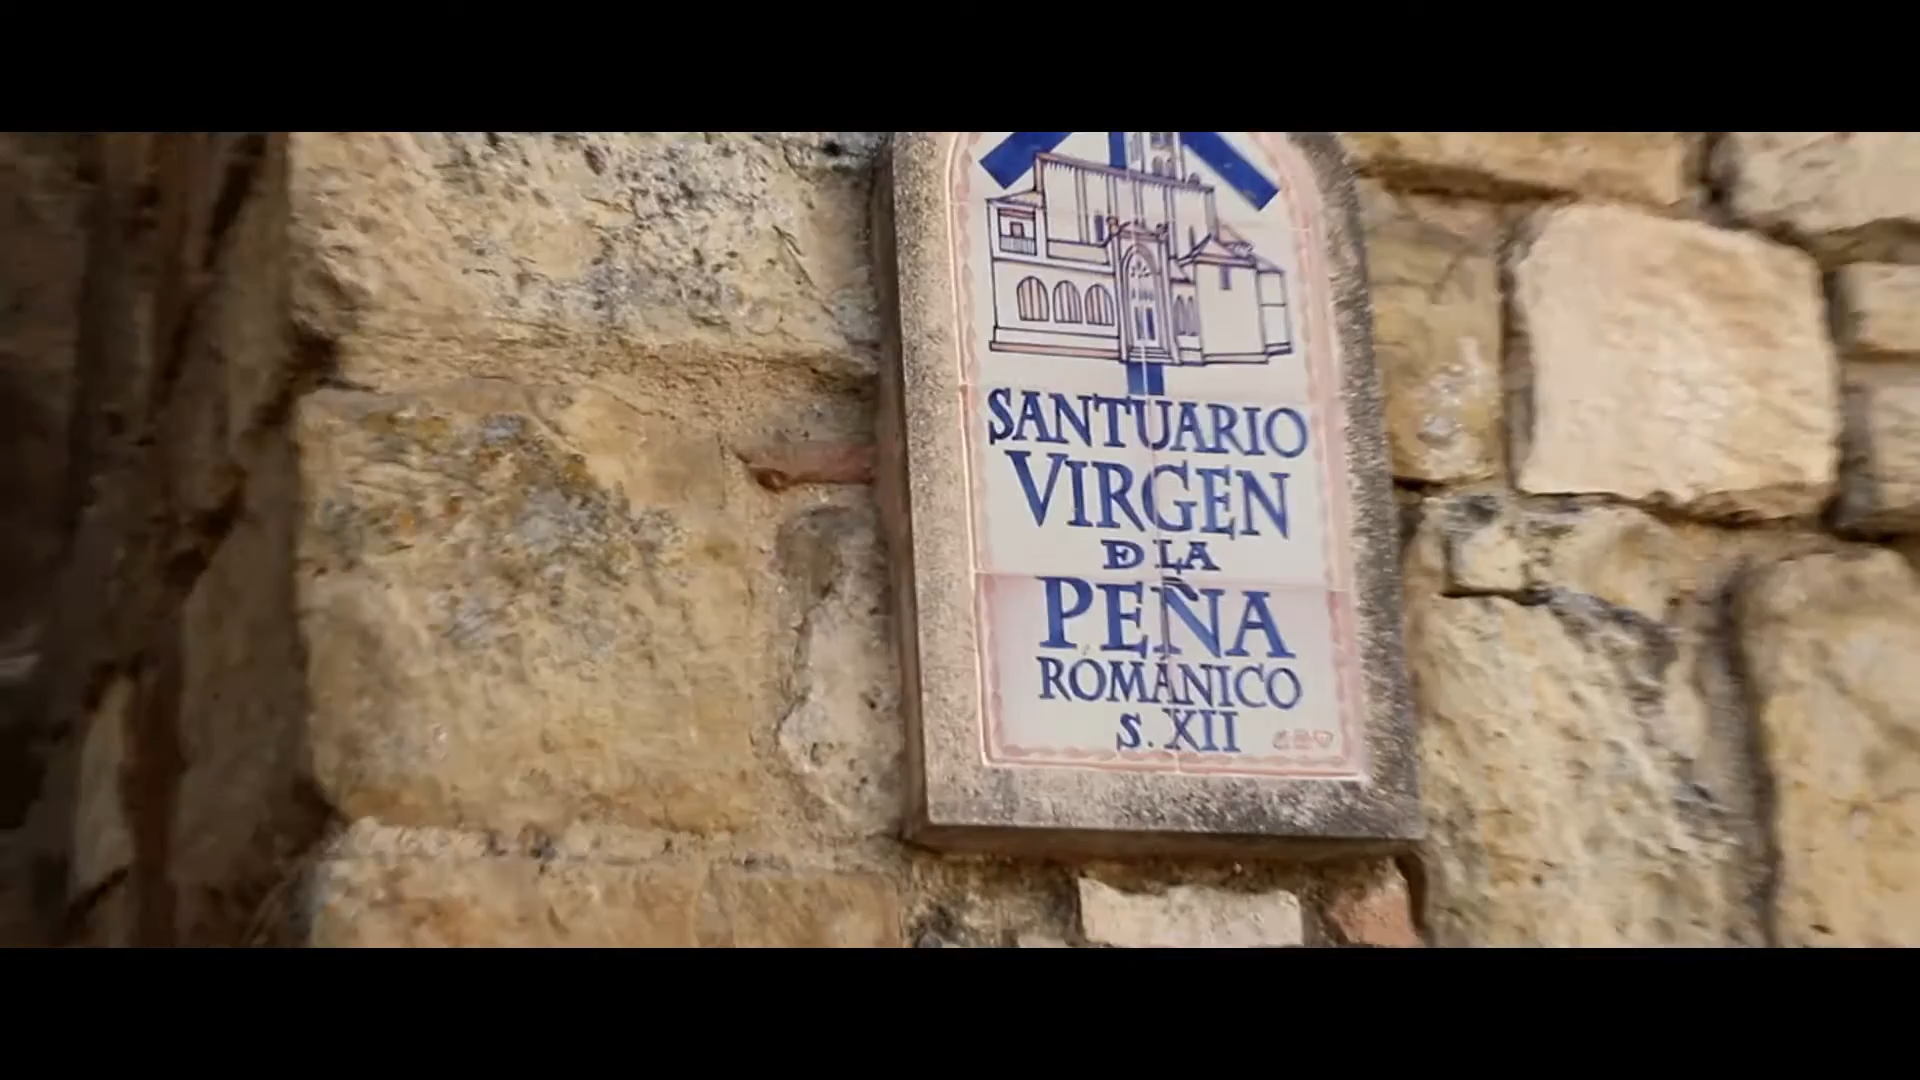 SANTUARIO
VIRGEN
D LA
PEÑA
ROMÁNICO
S. XII